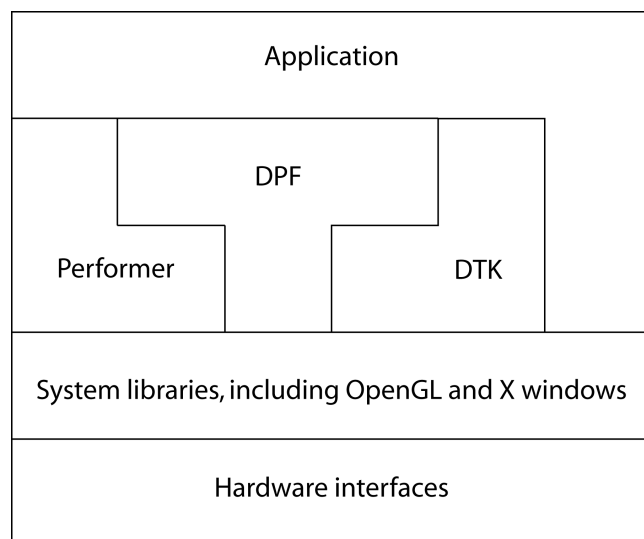 Application
DPF
Performer
DTK
System libraries, including OpenGL and X windows
Hardware interfaces